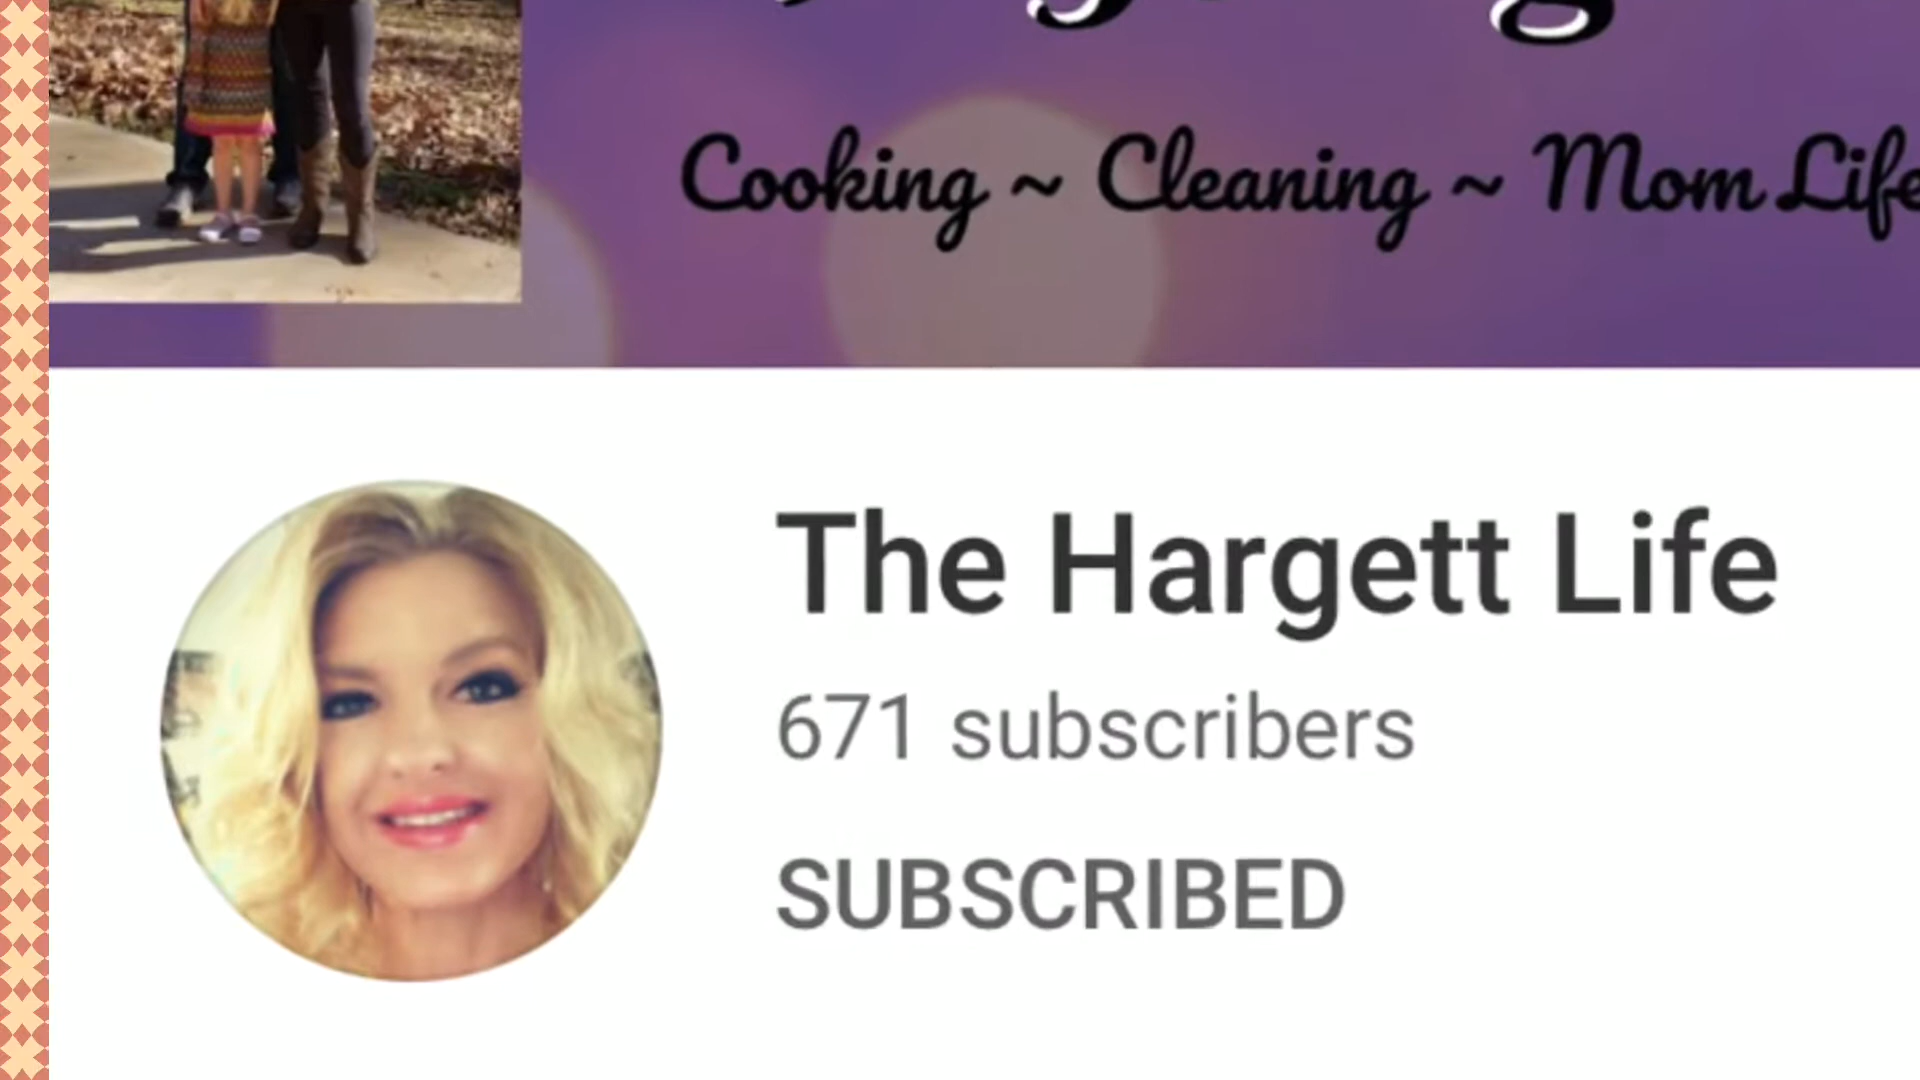 Cooking ~ Cleaning ~ Mom Life
The Hargett Life
671 subscribers
SUBSCRIBED